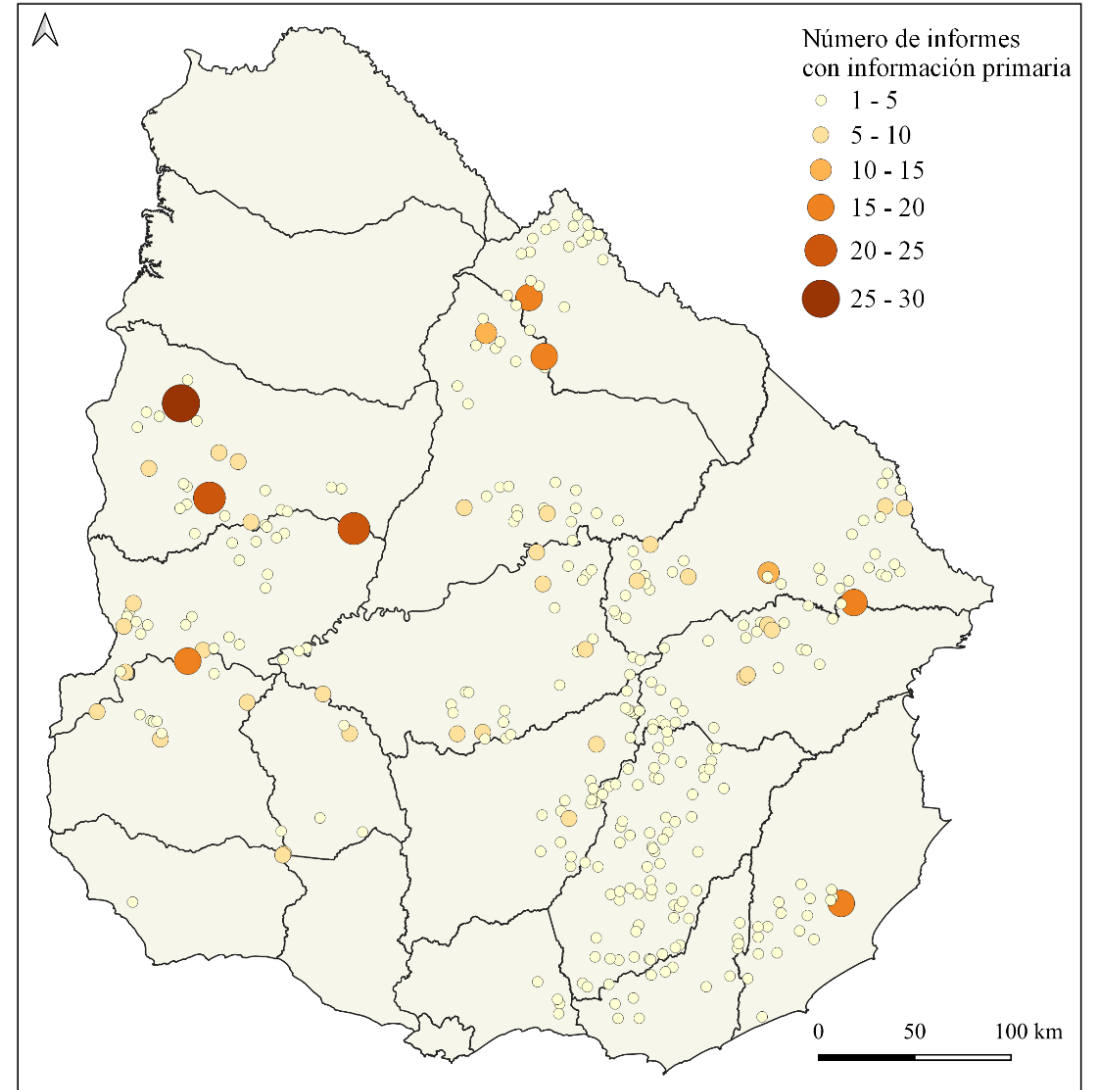 Número de informes
con información primaria
1 - 5
5 - 10
10 - 15
15 - 20
20 - 25
25 - 30
0 50 100 km